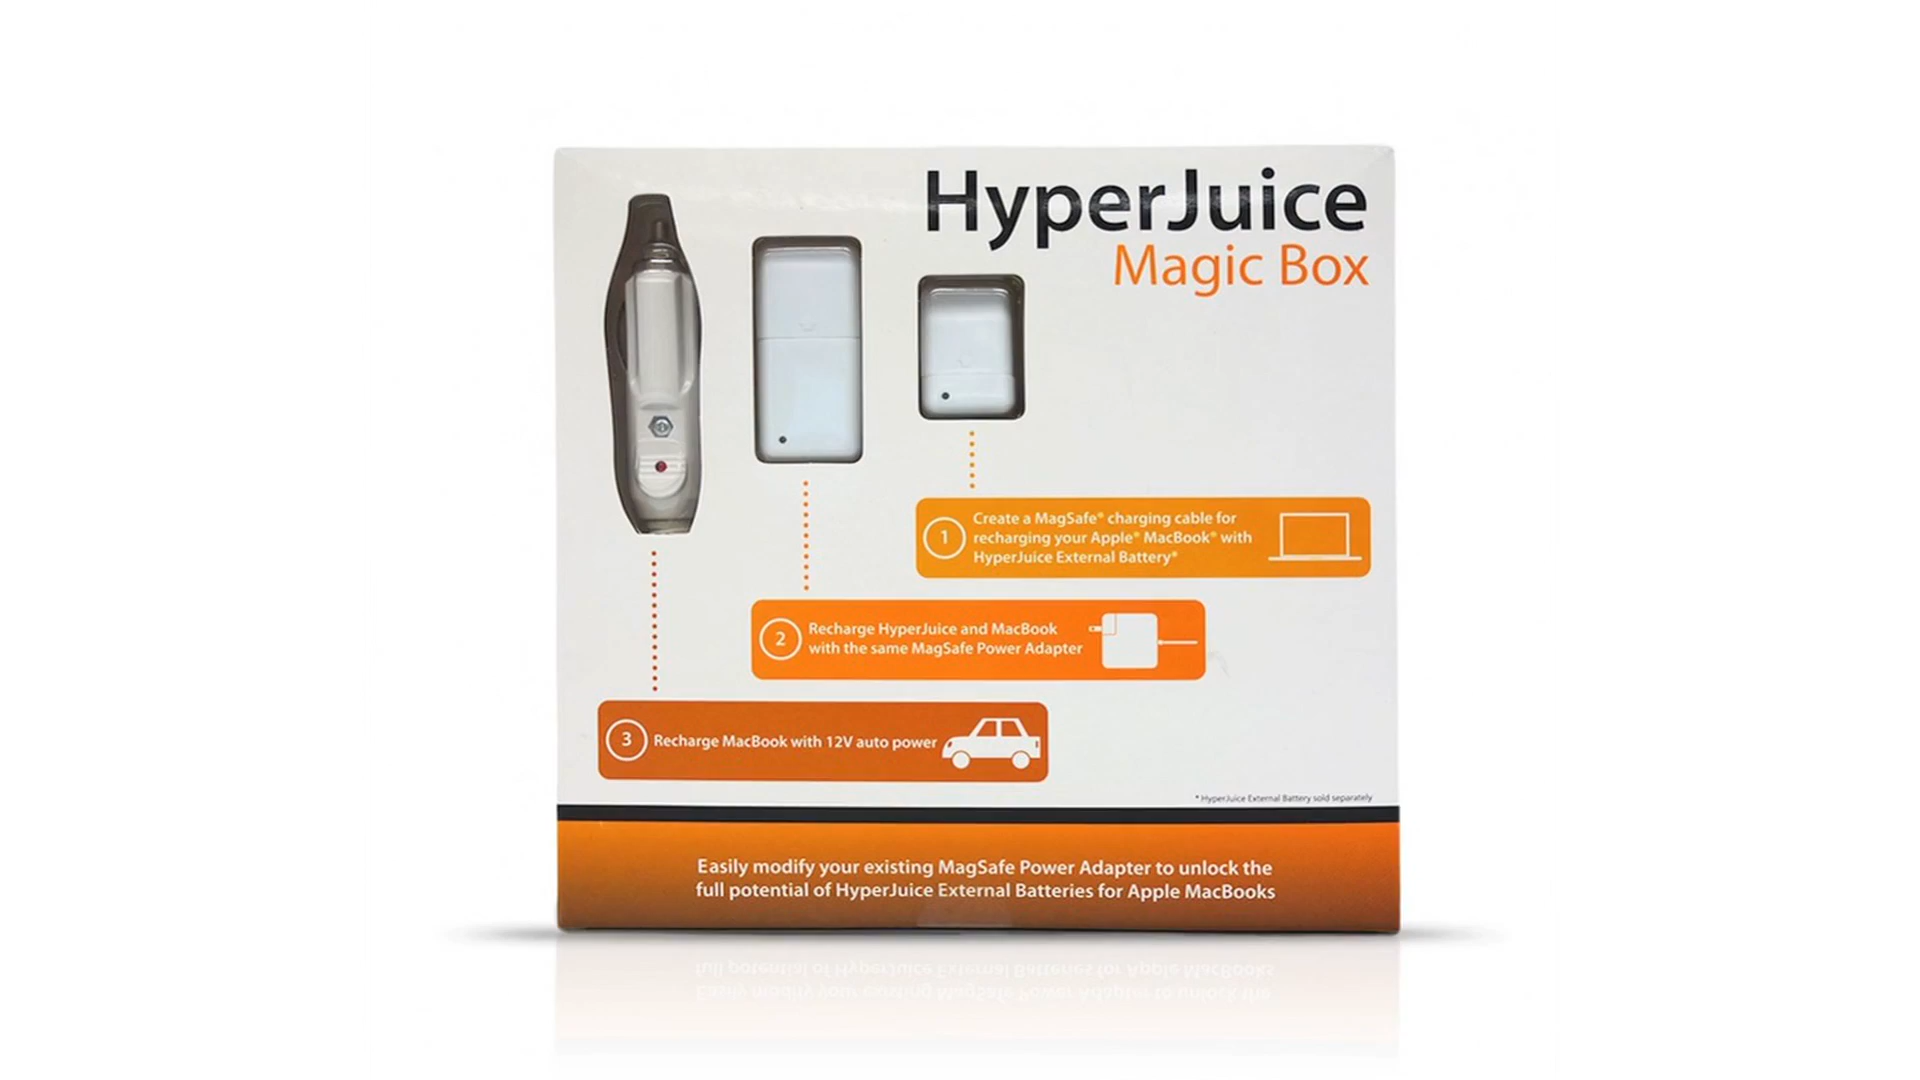 HyperJuice
Magic Box
1
Create a MagSafe® charging cable for
recharging your Apple® MacBook® with
HyperJuice External Battery*
2
Recharge HyperJuice and MacBook
with the same MagSafe Power Adapter
3
Recharge MacBook with 12V auto power
* HyperJuice External Battery sold separately
Easily modify your existing MagSafe Power Adapter to unlock the
full potential of HyperJuice External Batteries for Apple MacBooks